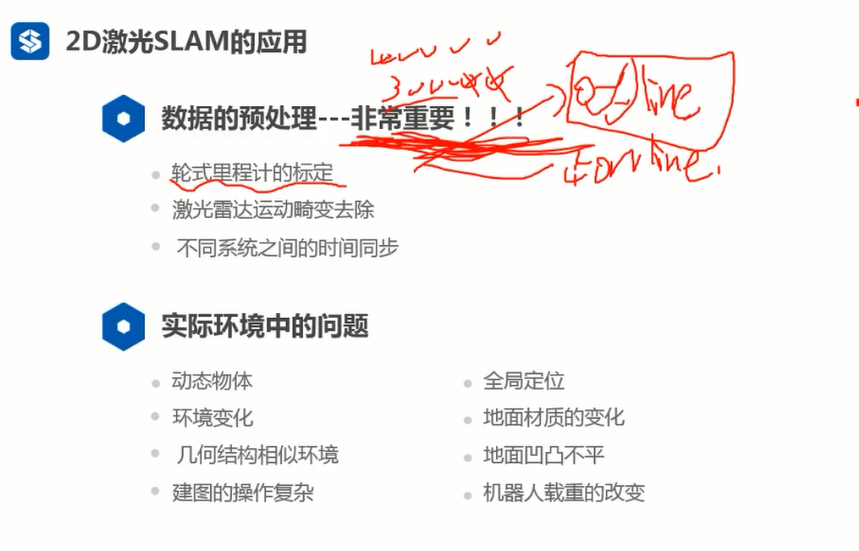 2D激光SLAM的应用
数据的预处理---非常重要！！！
轮式里程计的标定
激光雷达运动畸变去除
不同系统之间的时间同步
实际环境中的问题
动态物体
环境变化
几何结构相似环境
建图的操作复杂
全局定位
地面材质的变化
地面凹凸不平
机器人载重的改变